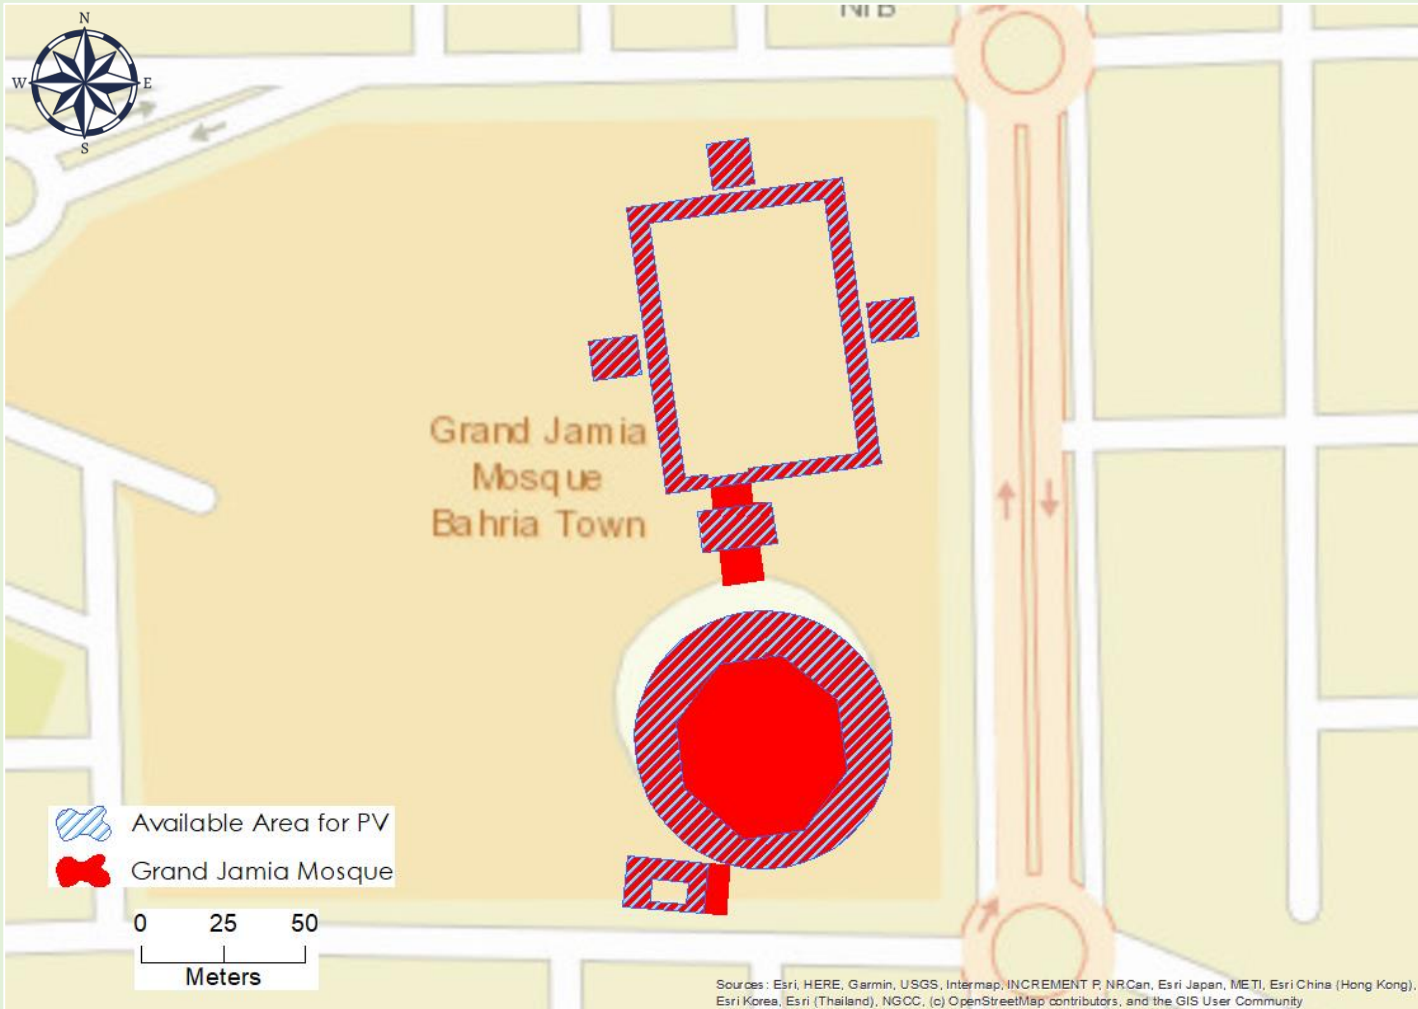 N
W E
S
Grand Jamia
Mosque
Bahria Town
Available Area for PV
Grand Jamia Mosque
0 25 50
Meters
Sources: Esri, HERE, Garmin, USGS, Intermap, INCREMENT P, NRCan, Esri Japan, METI, Esri China (Hong Kong),
Esri Korea, Esri (Thailand), NGCC, (c) OpenStreetMap contributors, and the GIS User Community